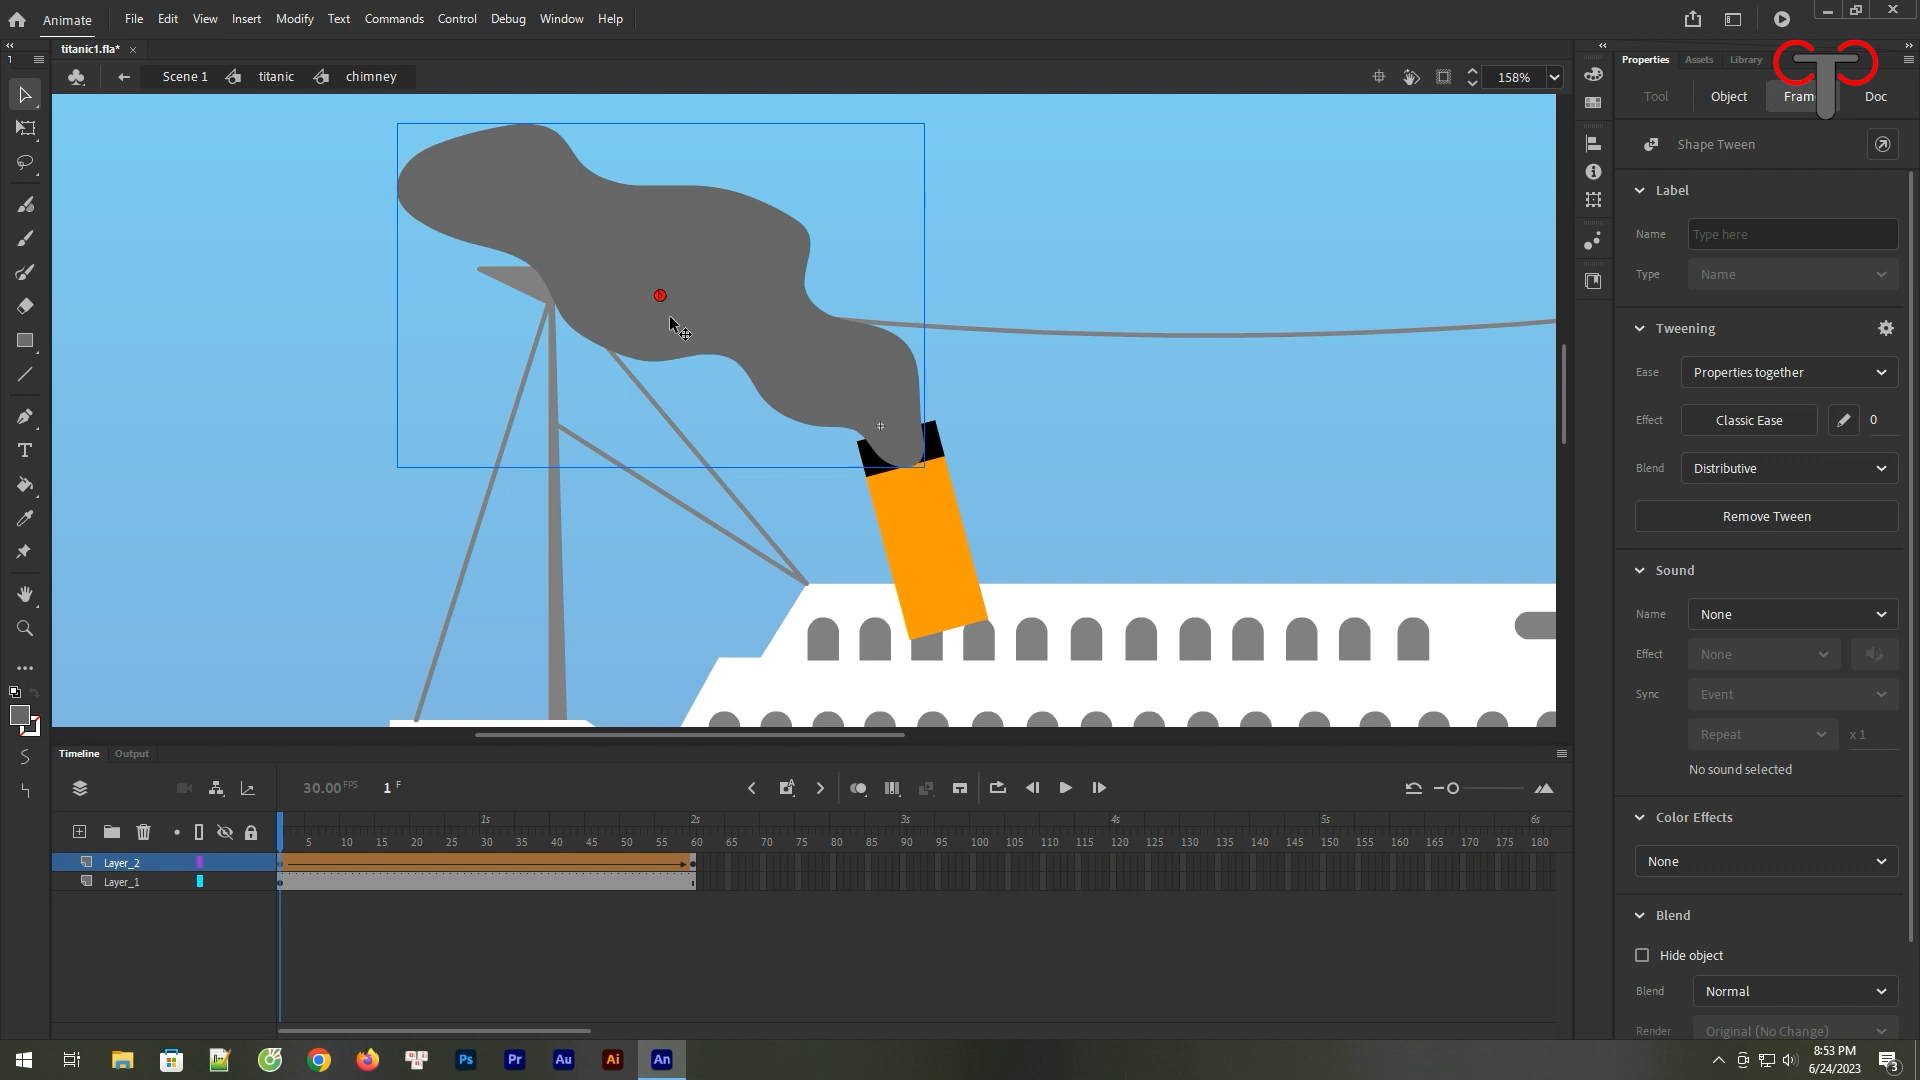 Animate File Edit View Insert Modify Text Commands Control Debug Window Help
titanic1.fla*
Properties Assets Library
Scene 1 titanic chimney 158%
Tool Object Fram Doc
Shape Tween
Label
Name Type here
Type Name
Tweening
Ease Properties together
Effect Classic Ease 0
Blend Distributive
Remove Tween
Sound
Name None
Effect None
Sync Event
Repeat x 1
No sound selected
Color Effects
None
Blend
Hide object
Blend Normal
Render Original (No Change)
Timeline Output
30.00 FPS 1 F
1s 2s 3s 4s 5s 6s
5 10 15 20 25 30 35 40 45 50 55 60 65 70 75 80 85 90 95 100 105 110 115 120 125 130 135 140 145 150 155 160 165 170 175 180
Layer_2
Layer_1
Ps Pr Au Ai An
8:53 PM
6/24/2023
3